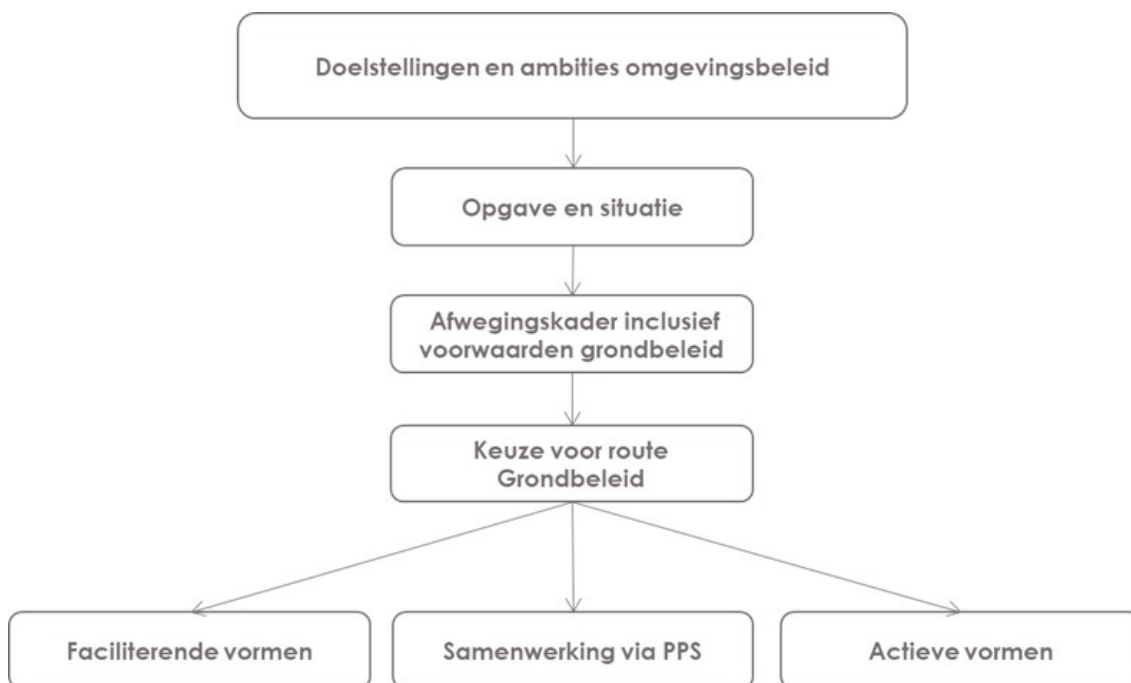 Doelstellingen en ambities omgevingsbeleid
Opgave en situatie
Afwegingskader inclusief
voorwaarden grondbeleid
Keuze voor route
Grondbeleid
Faciliterende vormen
Samenwerking via PPS
Actieve vormen